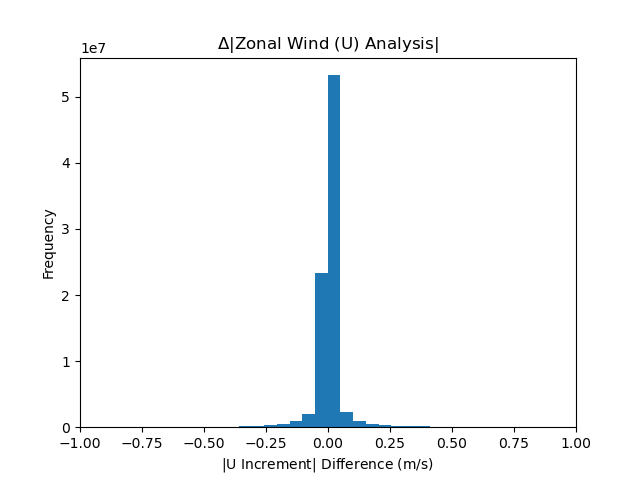 Δ|Zonal Wind (U) Analysis|
1e7
5
4
3
2
1
0
Frequency
−1.00 −0.75 −0.50 −0.25 0.00 0.25 0.50 0.75 1.00
|U Increment| Difference (m/s)